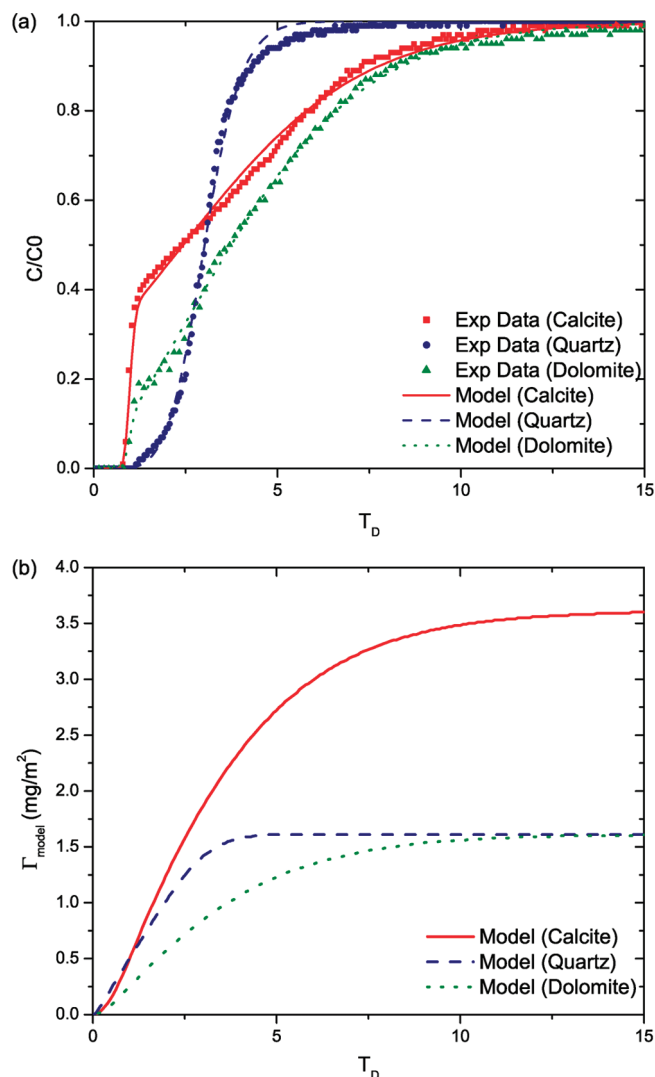 (a)
1.0
0.8
0.6
0.4
0.2
0.0
C/C0
Exp Data (Calcite)
Exp Data (Quartz)
Exp Data (Dolomite)
Model (Calcite)
Model (Quartz)
Model (Dolomite)
0 5 10 15
T_D
(b)
4.0
3.5
3.0
2.5
2.0
1.5
1.0
0.5
0.0
Γ_model (mg/m²)
Model (Calcite)
Model (Quartz)
Model (Dolomite)
0 5 10 15
T_D